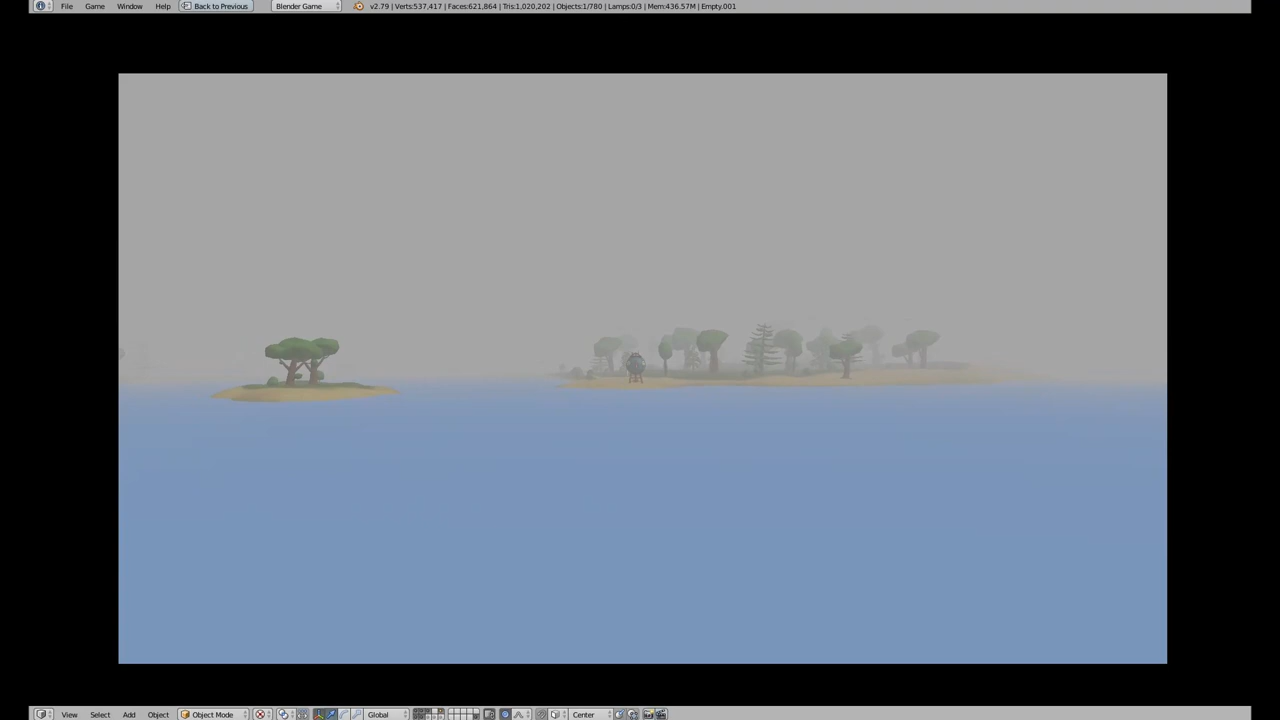 File Game Window Help Back to Previous Blender Game v2.79 | Verts:537,417 | Faces:621,864 | Tris:1,020,202 | Objects:1/780 | Lamps:0/3 | Mem:436.57M | Empty.001
View Select Add Object Object Mode Global Center